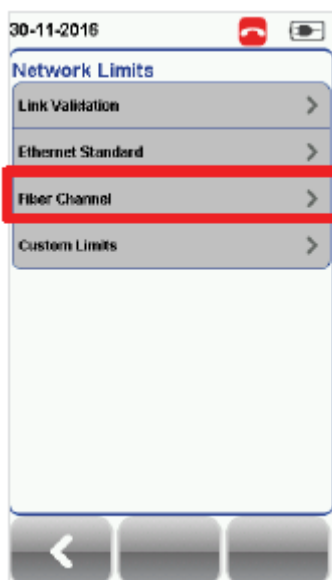 30-11-2016
Network Limits
Link Validation
Ethernet Standard
Fiber Channel
Custom Limits